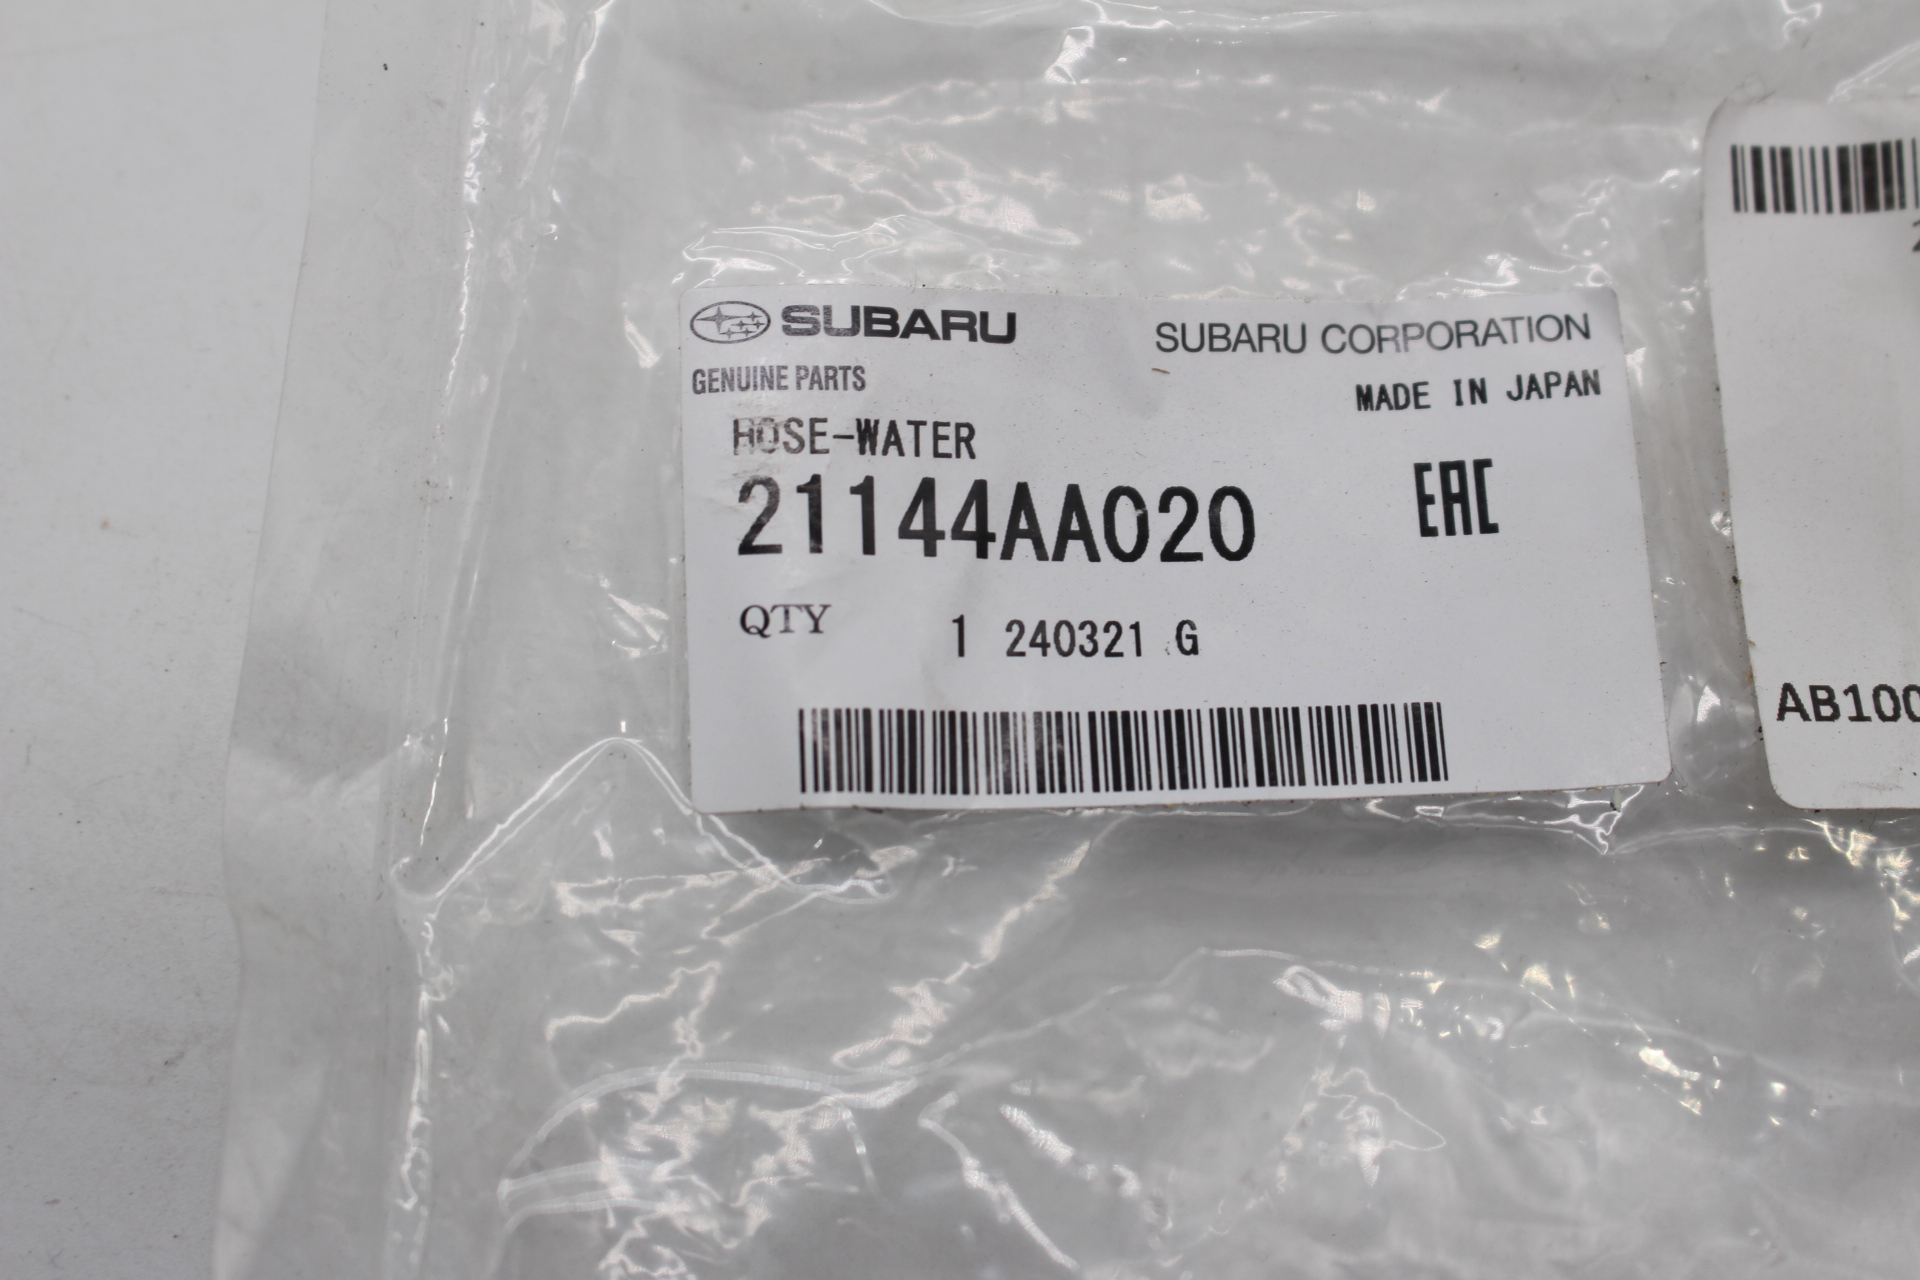 SUBARU
SUBARU CORPORATION
GENUINE PARTS
MADE IN JAPAN
HOSE-WATER
21144AA020
EAC
QTY 1 240321 G
AB100